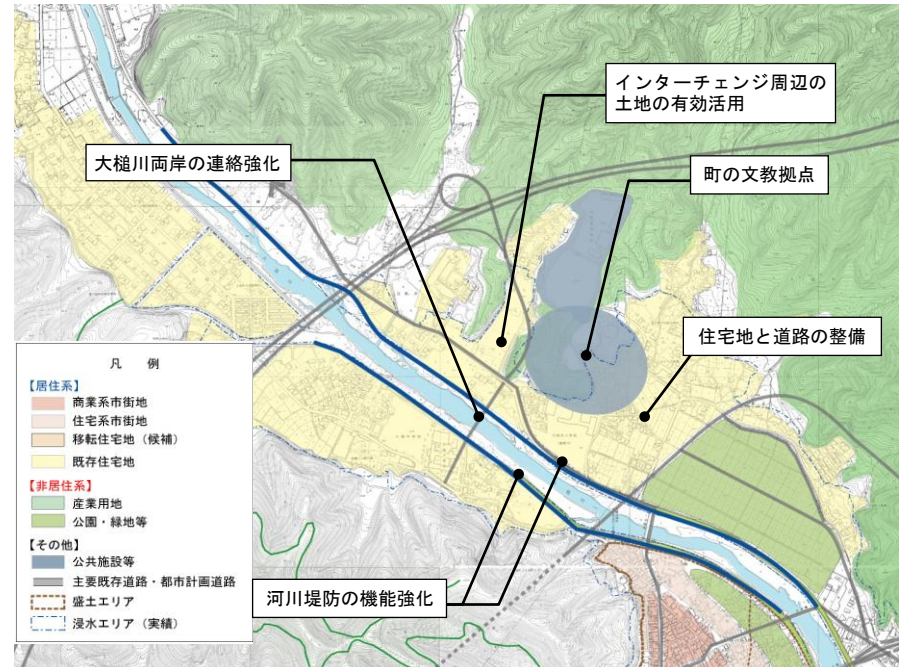 インターチェンジ周辺の
土地の有効活用
大槌川両岸の連絡強化
町の文教拠点
住宅地と道路の整備
凡　例
【居住系】
商業系市街地
住宅系市街地
移転住宅地（候補）
既存住宅地
【非居住系】
産業用地
公園・緑地等
【その他】
公共施設等
主要既存道路・都市計画道路
盛土エリア
浸水エリア（実績）
河川堤防の機能強化